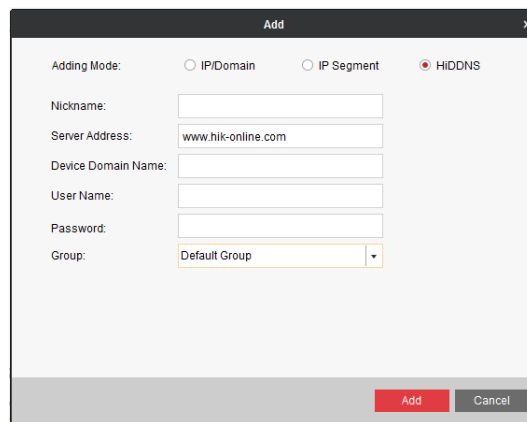 Add
Adding Mode: IP/Domain IP Segment HiDDNS
Nickname:
Server Address: www.hik-online.com
Device Domain Name:
User Name:
Password:
Group: Default Group
Add Cancel